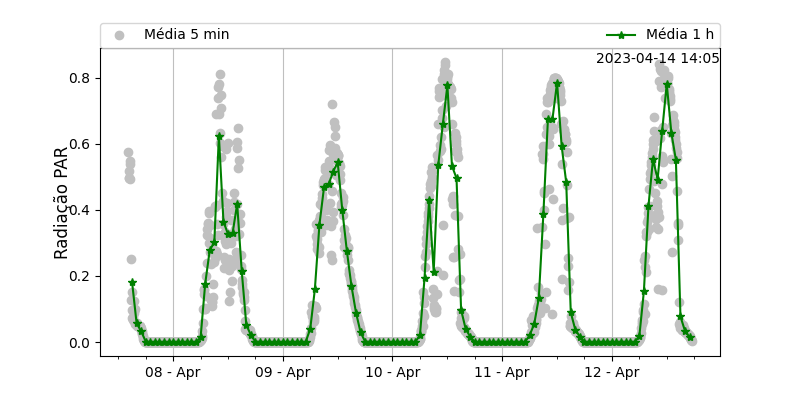 Média 5 min
Média 1 h
2023-04-14 14:05
Radiação PAR
0.8
0.6
0.4
0.2
0.0
08 - Apr
09 - Apr
10 - Apr
11 - Apr
12 - Apr